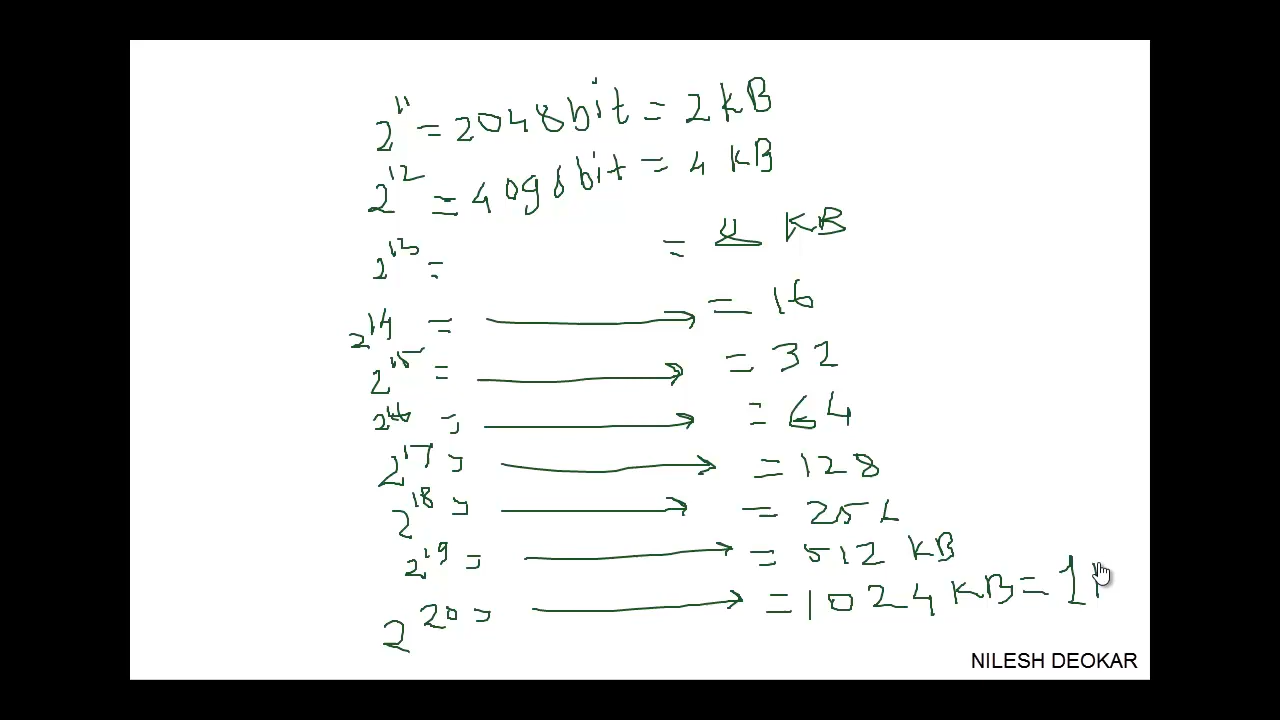 2^11 = 2048 bit = 2 KB
2^12 = 4096 bit = 4 KB
2^13 = = KB
2^14 = → = 16
2^15 = → = 32
2^16 = → = 64
2^17 = → = 128
2^18 = → = 256
2^19 = → = 512 KB
2^20 = → = 1024 KB = 1
NILESH DEOKAR